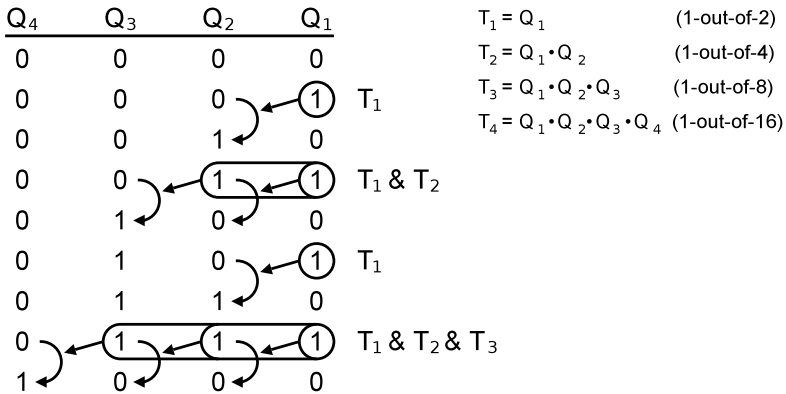 Q₄ Q₃ Q₂ Q₁
0 0 0 0
0 0 0 1 T₁
0 0 1 0
0 0 1 1 T₁ & T₂
0 1 0 0
0 1 0 1 T₁
0 1 1 0
0 1 1 1 T₁ & T₂ & T₃
1 0 0 0
T₁ = Q₁ (1-out-of-2)
T₂ = Q₁•Q₂ (1-out-of-4)
T₃ = Q₁•Q₂•Q₃ (1-out-of-8)
T₄ = Q₁•Q₂•Q₃•Q₄ (1-out-of-16)